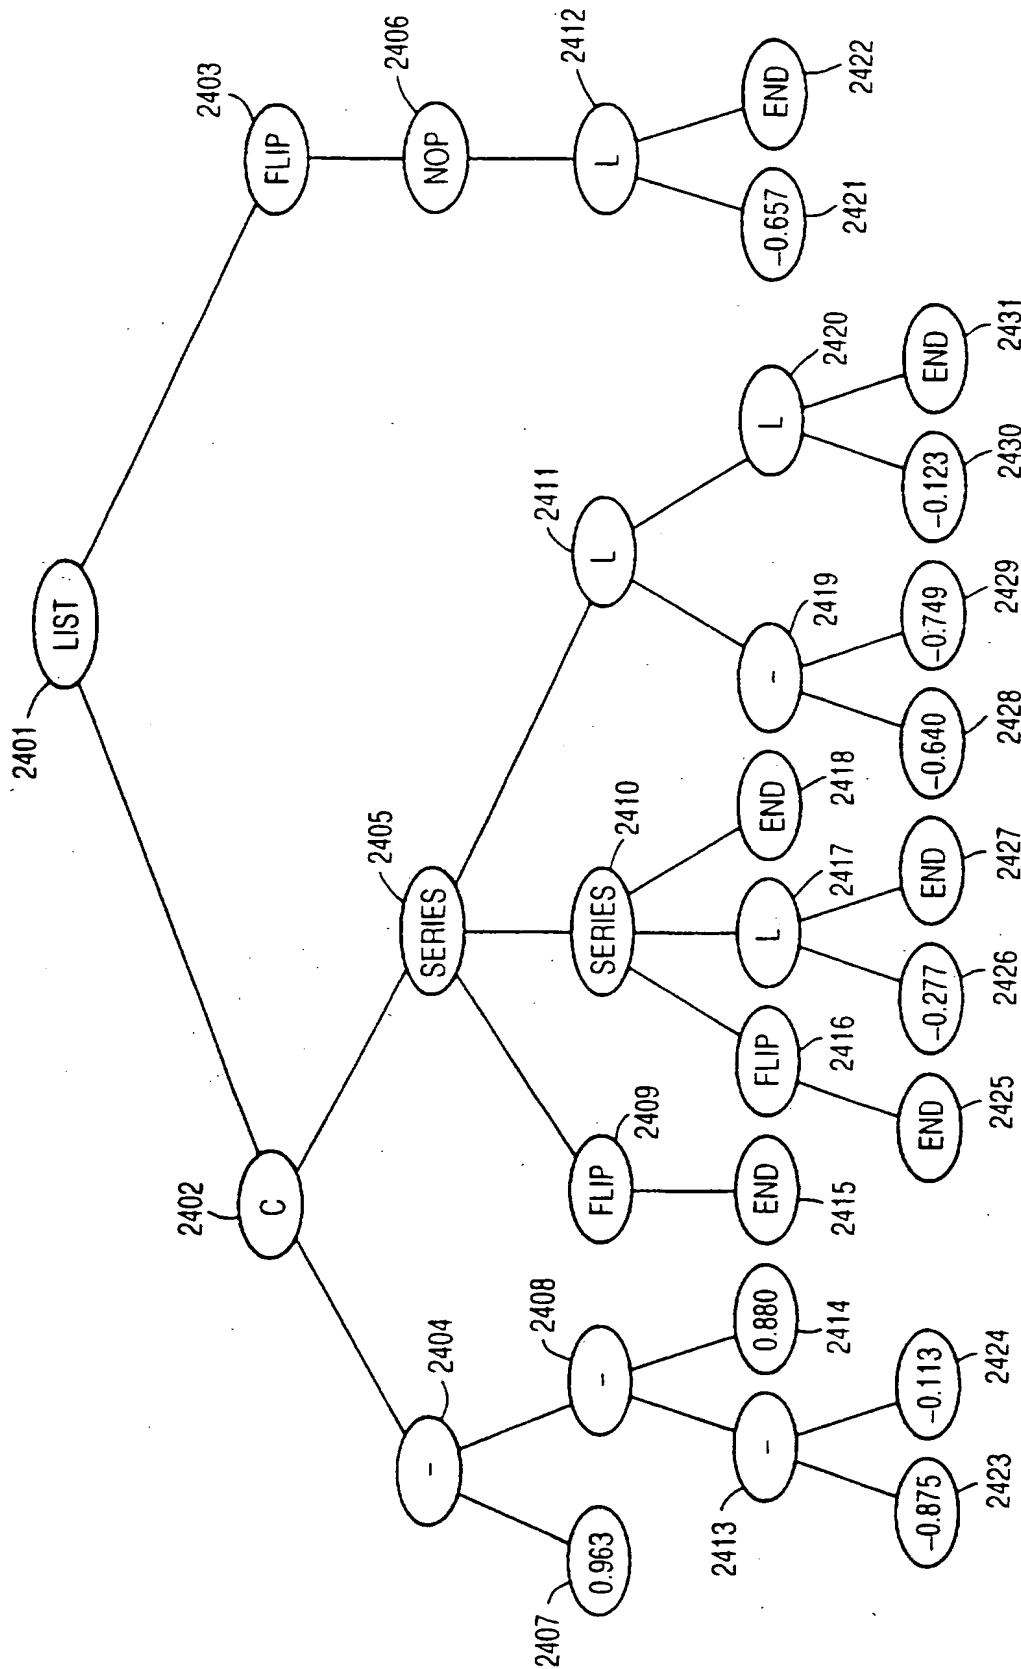 2401
LIST
2402
C
2403
FLIP
2404
–
2405
SERIES
2406
NOP
2407
0.963
2408
–
2409
FLIP
2410
SERIES
2411
L
2412
L
2413
–
0.880
2414
END
2415
FLIP
2416
L
2417
END
2418
–
2419
L
2420
–0.657
2421
END
2422
–0.875
2423
–0.113
2424
END
2425
–0.277
2426
END
2427
–0.640
2428
–0.749
2429
–0.123
2430
END
2431